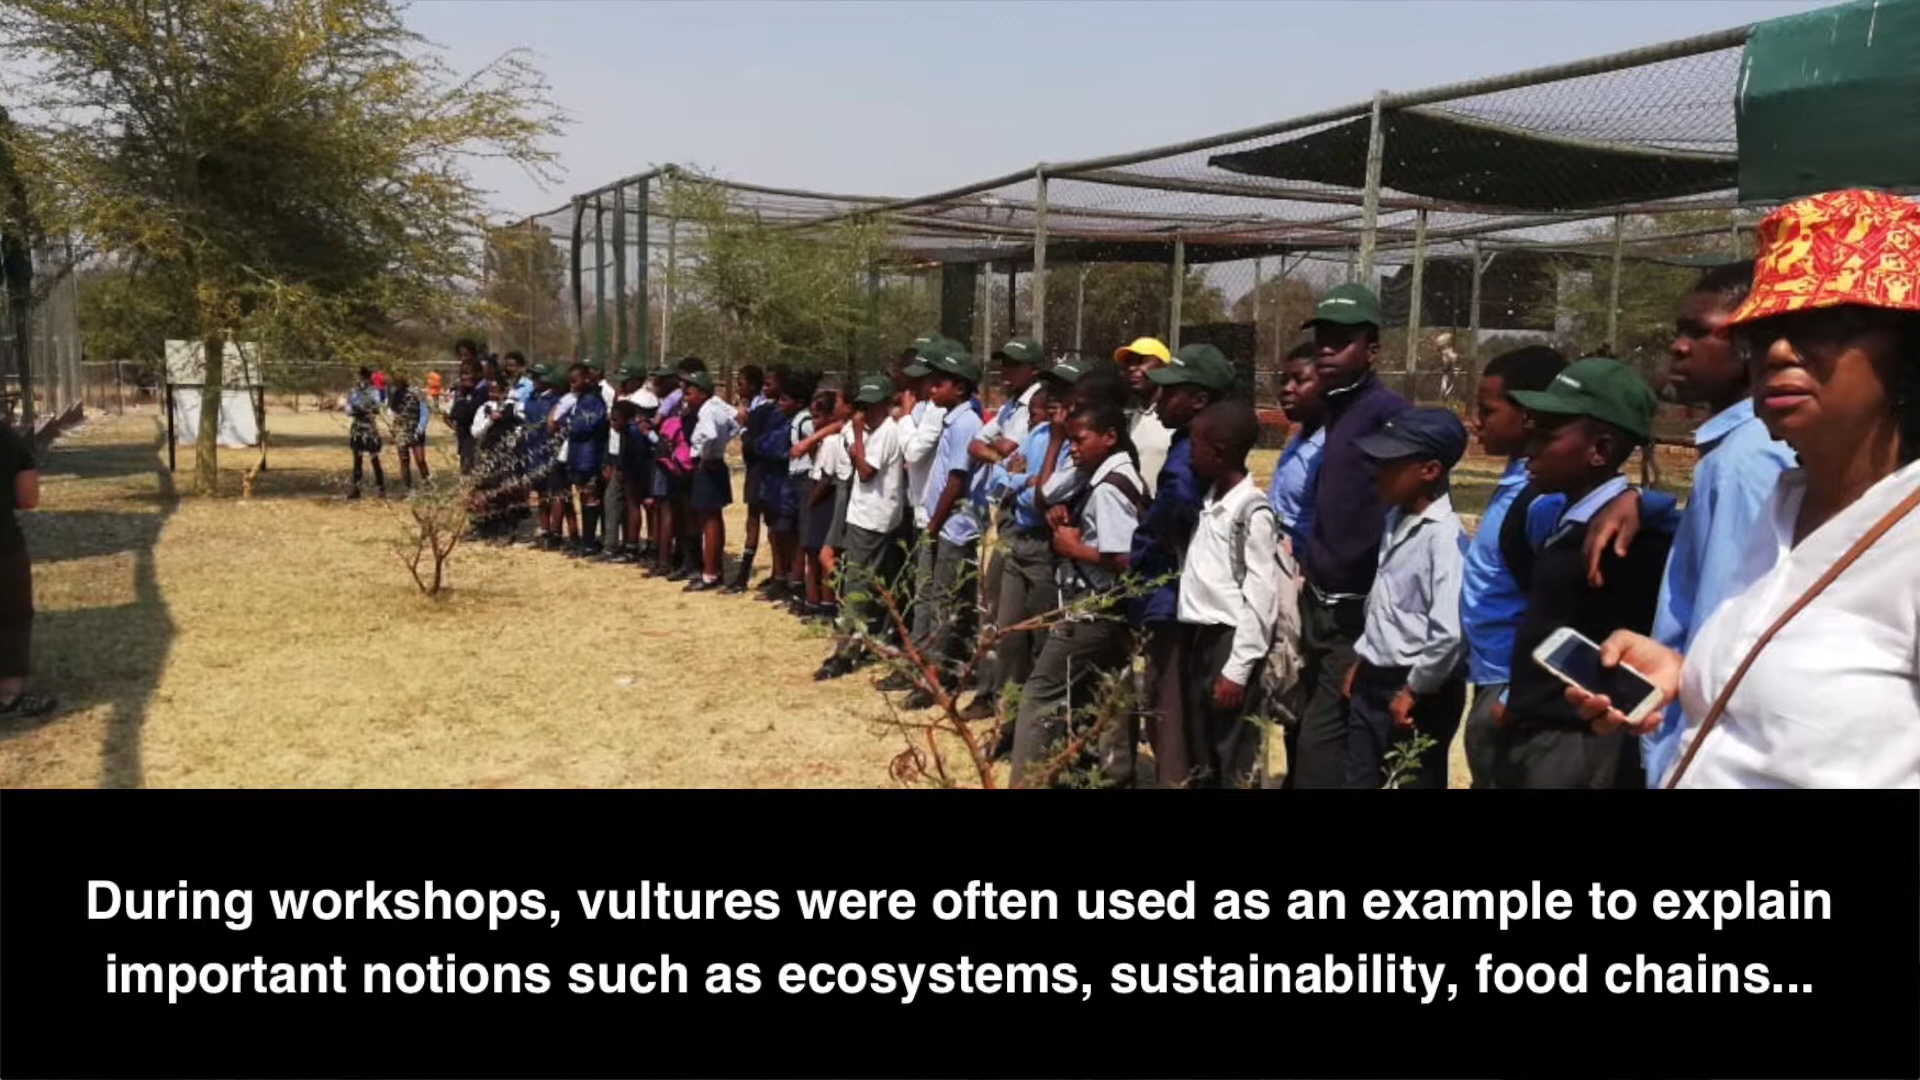 During workshops, vultures were often used as an example to explain
important notions such as ecosystems, sustainability, food chains...